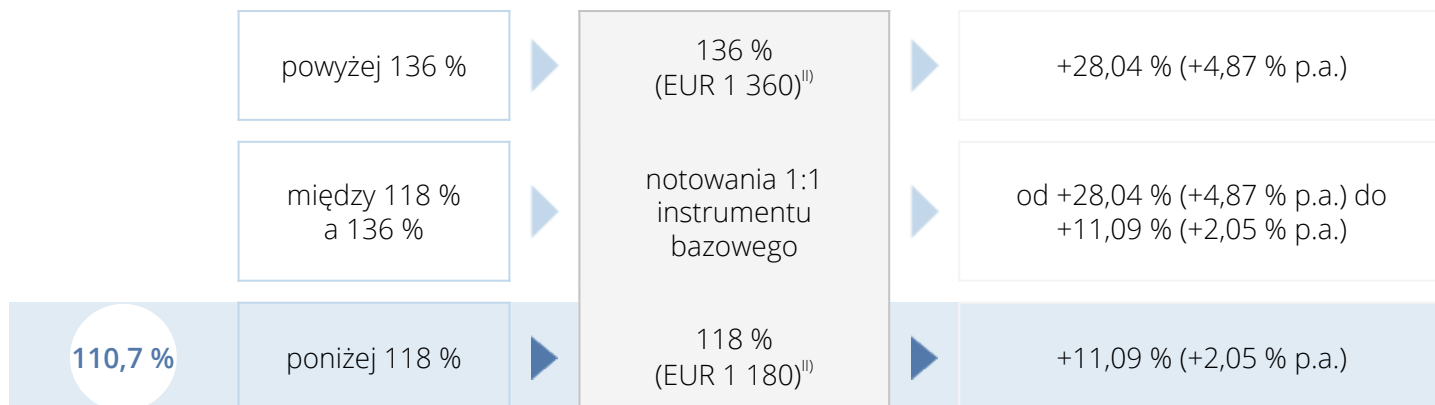 powyżej 136 %
136 %
(EUR 1 360)II)
+28,04 % (+4,87 % p.a.)
między 118 %
a 136 %
notowania 1:1
instrumentu
bazowego
od +28,04 % (+4,87 % p.a.) do
+11,09 % (+2,05 % p.a.)
110,7 %
poniżej 118 %
118 %
(EUR 1 180)II)
+11,09 % (+2,05 % p.a.)